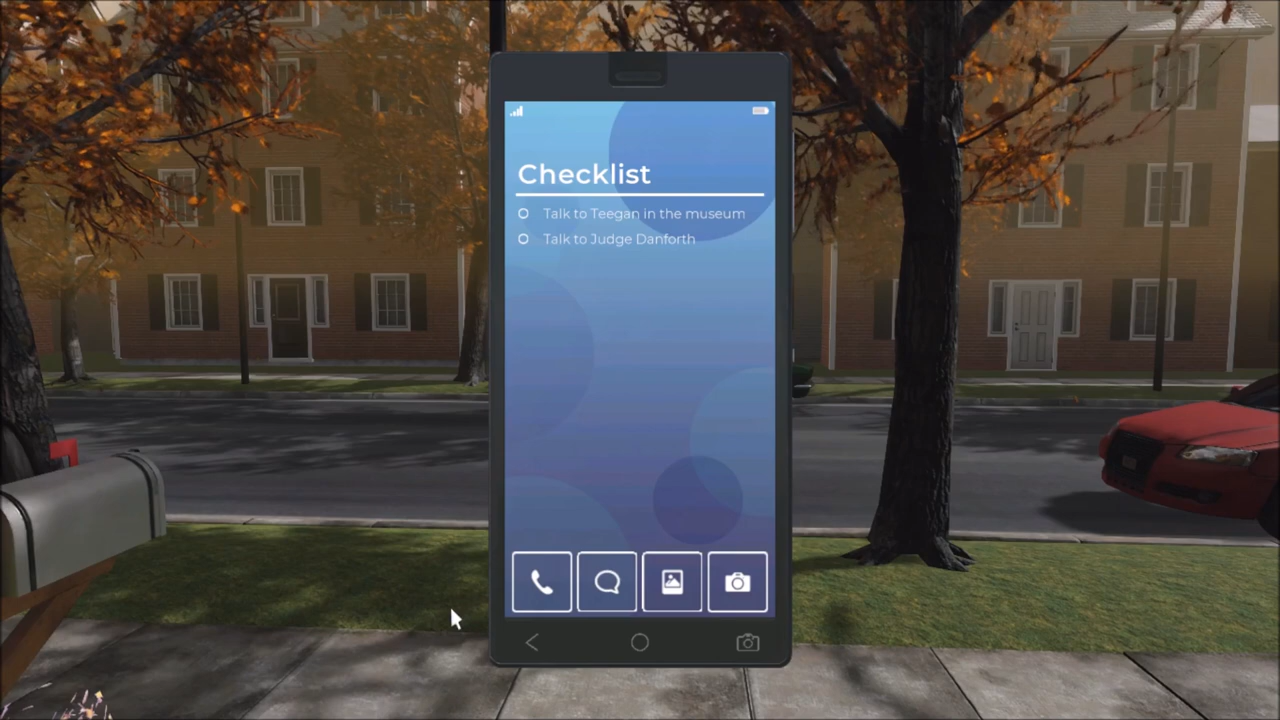 Checklist
Talk to Teegan in the museum
Talk to Judge Danforth